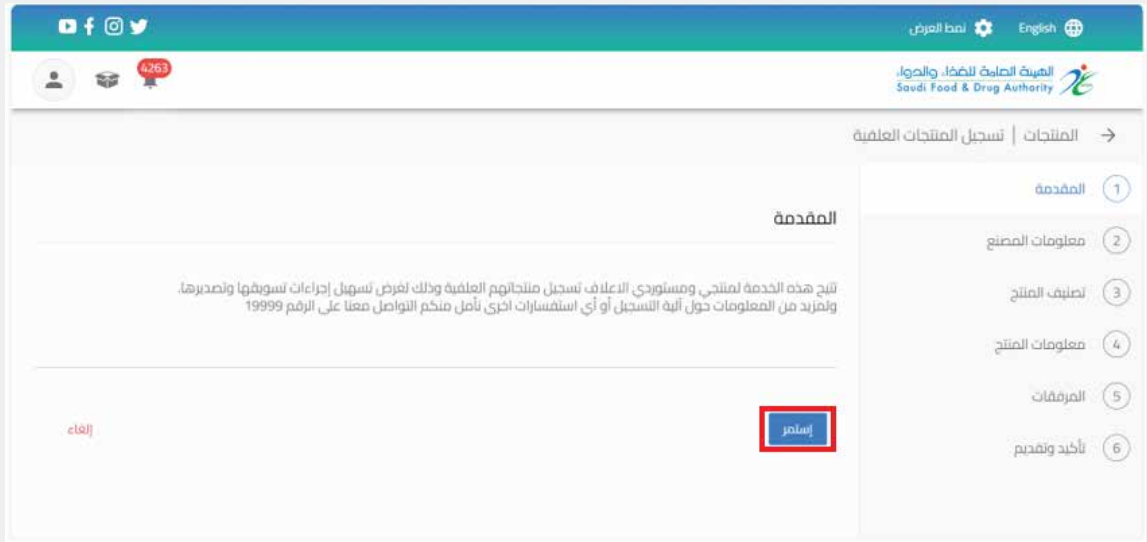 English
نمط العرض
الهيئة العامة للغذاء والدواء
Saudi Food & Drug Authority
4263
المنتجات | تسجيل المنتجات العلفية
1 المقدمة
2 معلومات المصنع
3 تصنيف المنتج
4 معلومات المنتج
5 المرفقات
6 تأكيد وتقديم
المقدمة
تتيح هذه الخدمة لمنتجي ومستوردي الاعلاف تسجيل منتجاتهم العلفية وذلك لغرض تسهيل إجراءات تسويقها وتصديرها.
ولمزيد من المعلومات حول آلية التسجيل أو أي استفسارات اخرى نأمل منكم التواصل معنا على الرقم 19999
إستمر
إلغاء